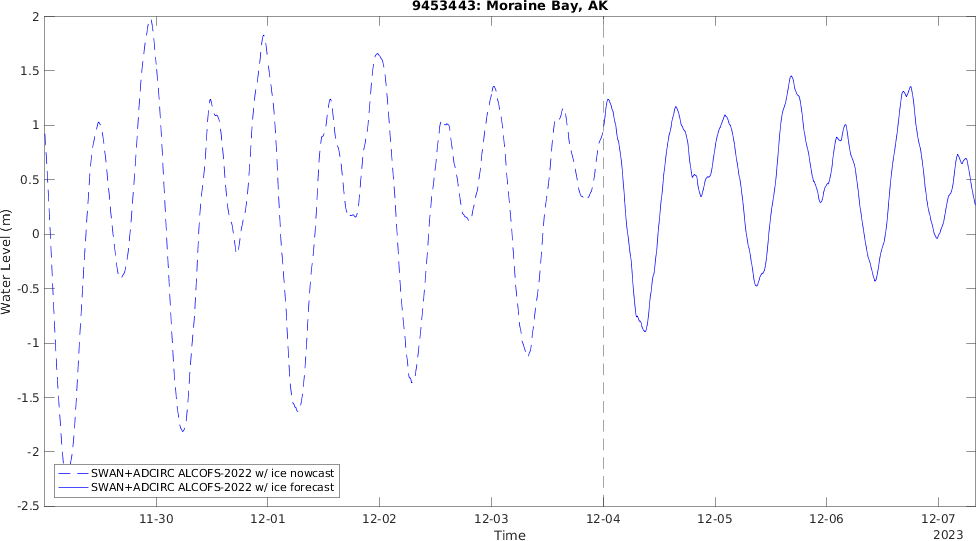 9453443: Moraine Bay, AK
Water Level (m)
2
1.5
1
0.5
0
-0.5
-1
-1.5
-2
-2.5
SWAN+ADCIRC ALCOFS-2022 w/ ice nowcast
SWAN+ADCIRC ALCOFS-2022 w/ ice forecast
11-30 12-01 12-02 12-03 12-04 12-05 12-06 12-07
Time
2023